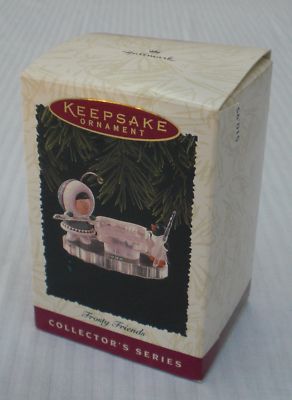 Hallmark
KEEPSAKE
ORNAMENT
Frosty Friends
COLLECTOR'S SERIES